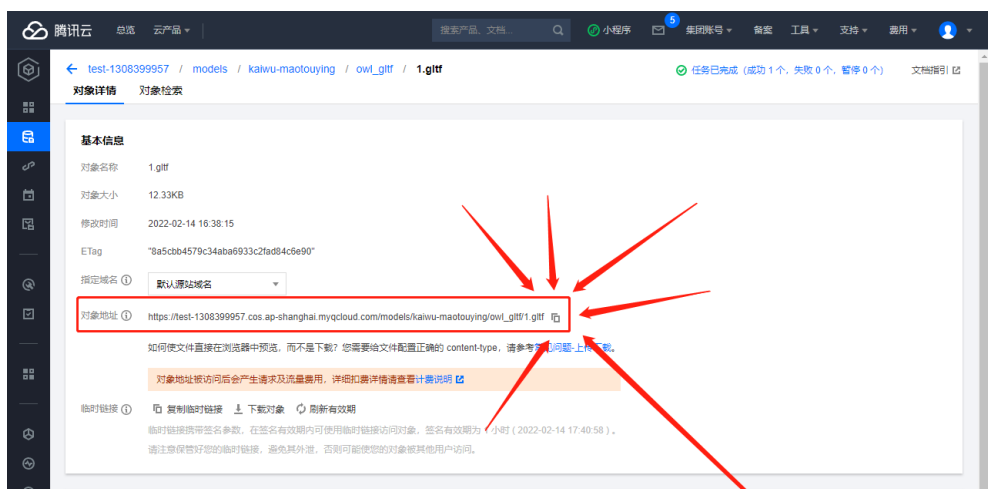 腾讯云 总览 云产品 搜索产品、文档... 小程序 5 集团账号 备案 工具 支持 费用
test-1308399957 / models / kaiwu-maotouying / owl_gltf / 1.gltf 任务已完成 (成功 1 个，失败 0 个，暂停 0 个) 文档指引
对象详情 对象检索
基本信息
对象名称 1.gltf
对象大小 12.33KB
修改时间 2022-02-14 16:38:15
ETag "8a5cbb4579c34aba6933c2fad84c6e90"
指定域名 默认源站域名
对象地址 https://test-1308399957.cos.ap-shanghai.myqcloud.com/models/kaiwu-maotouying/owl_gltf/1.gltf
如何使文件直接在浏览器中预览，而不是下载？您需要给文件配置正确的 content-type，请参考常见问题-上传下载。
对象地址被访问后会产生请求及流量费用，详细扣费详情请查看计费说明
临时链接 复制临时链接 下载对象 刷新有效期
临时链接携带签名参数，在签名有效期内可使用临时链接访问对象，签名有效期为 1 小时 ( 2022-02-14 17:40:58 ) 。
请注意保管好您的临时链接，避免其外泄，否则可能使您的对象被其他用户访问。